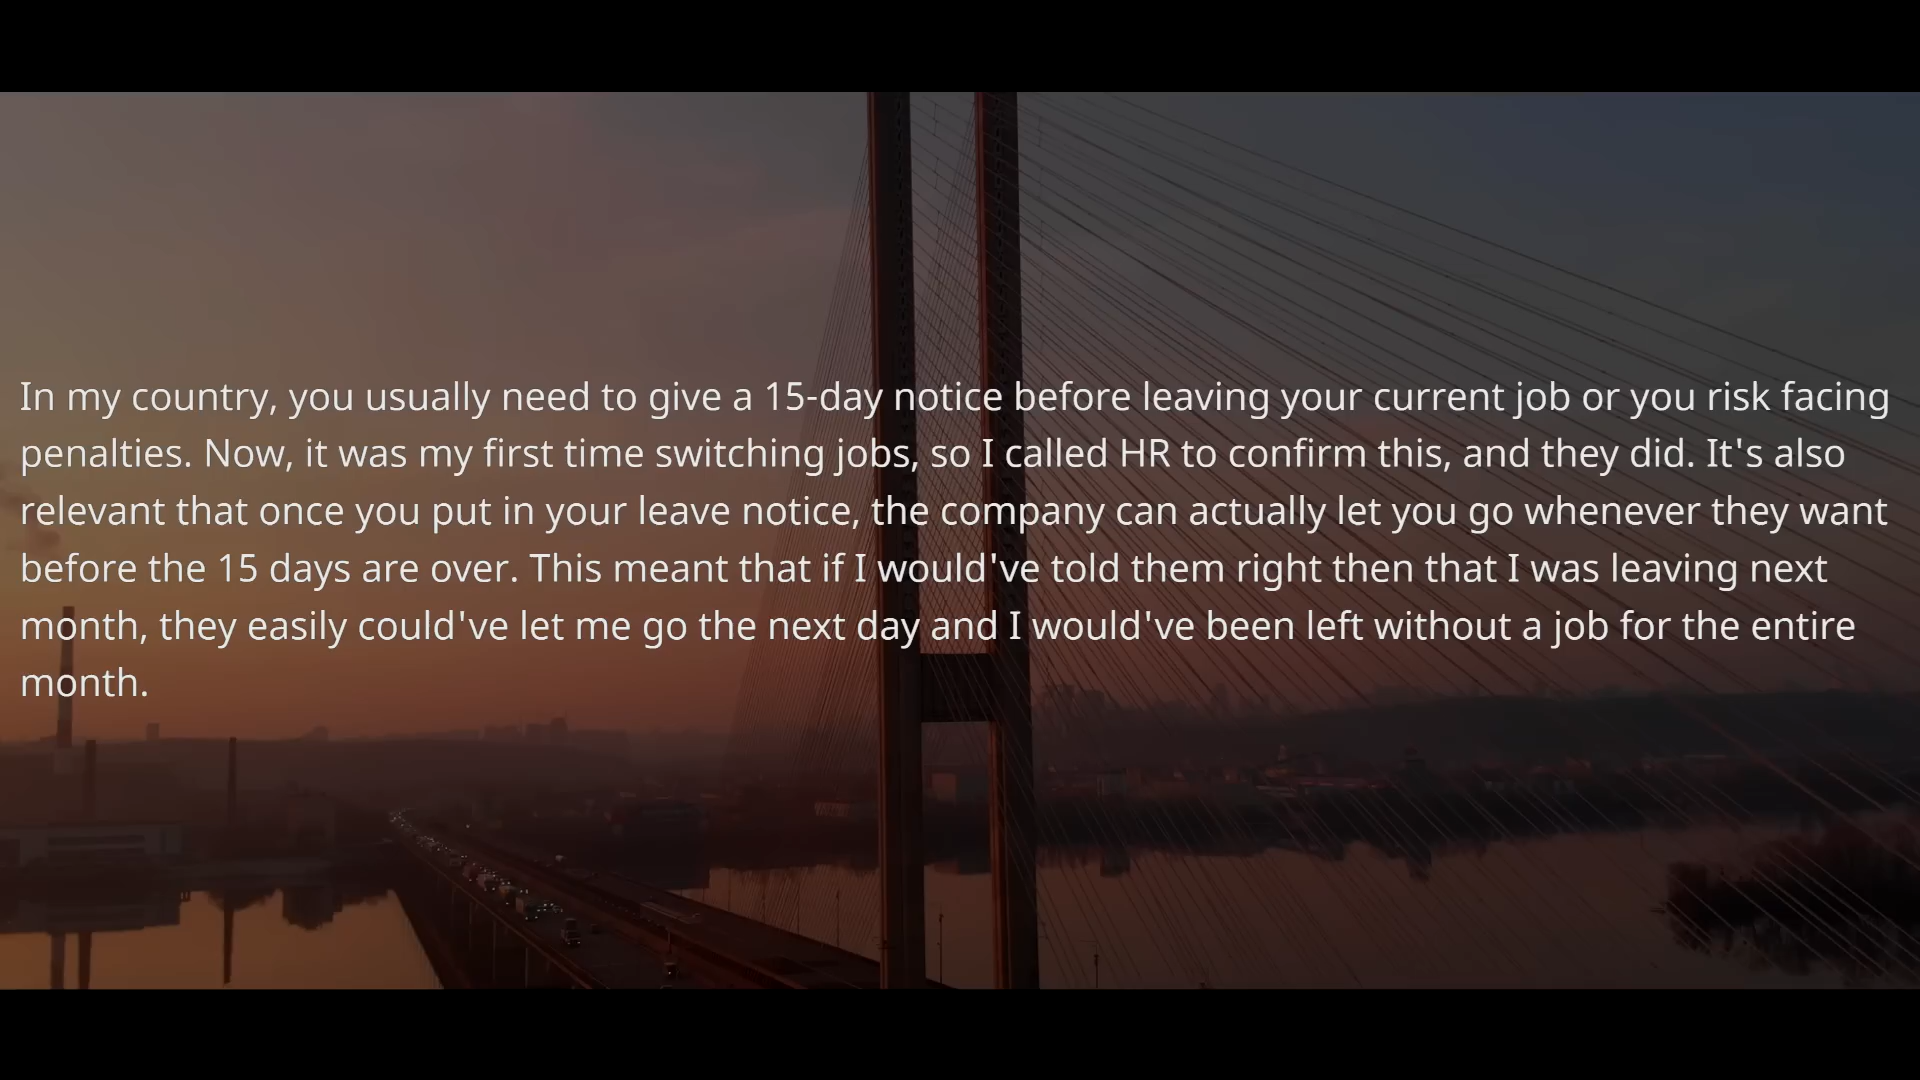 In my country, you usually need to give a 15-day notice before leaving your current job or you risk facing
penalties. Now, it was my first time switching jobs, so I called HR to confirm this, and they did. It's also
relevant that once you put in your leave notice, the company can actually let you go whenever they want
before the 15 days are over. This meant that if I would've told them right then that I was leaving next
month, they easily could've let me go the next day and I would've been left without a job for the entire
month.